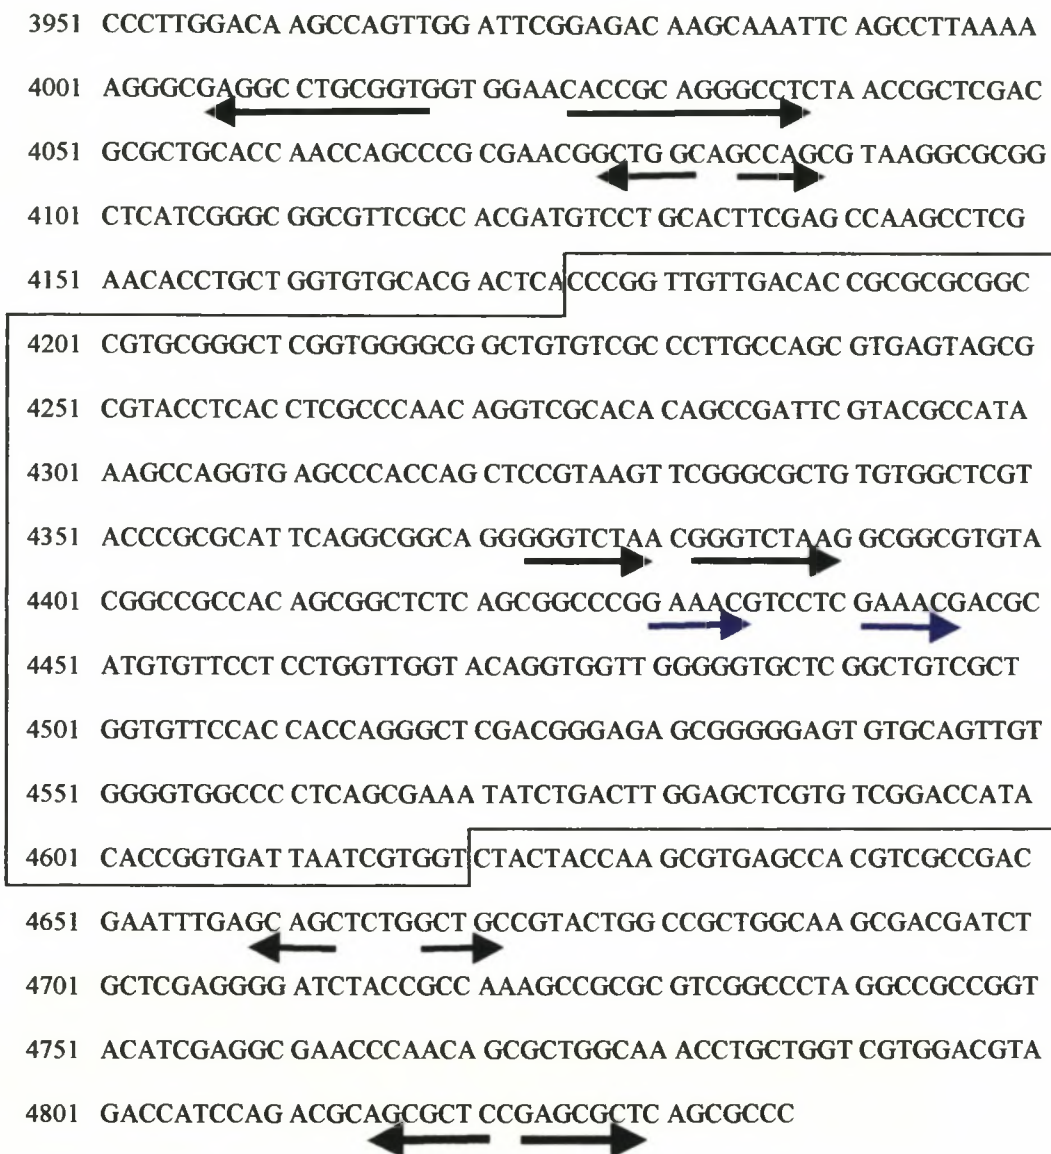 3951 CCCTTGGACA AGCCAGTTGG ATTCGGAGAC AAGCAAATTC AGCCTTAAAA
4001 AGGGCGAGGC CTGCGGTGGT GGAACACCGC AGGGCCTCTA ACCGCTCGAC
4051 GCGCTGCACC AACCAGCCCG CGAACGGCTG GCAGCCAGCG TAAGGCGCGG
4101 CTCATCGGGC GGCGTTCGCC ACGATGTCCT GCACTTCGAG CCAAGCCTCG
4151 AACACCTGCT GGTGTGCACG ACTCACCCGG TTGTTGACAC CGCGCGCGGC
4201 CGTGCGGGCT CGGTGGGGCG GCTGTGTCGC CCTTGCCAGC GTGAGTAGCG
4251 CGTACCTCAC CTCGCCCAAC AGGTCGCACA CAGCCGATTC GTACGCCATA
4301 AAGCCAGGTG AGCCCACCAG CTCCGTAAGT TCGGGCGCTG TGTGGCTCGT
4351 ACCCGCGCAT TCAGGCGGCA GGGGGTCTAA CGGGTCTAAG GCGGCGTGTA
4401 CGGCCGCCAC AGCGGCTCTC AGCGGCCCGG AAACGTCCTC GAAACGACGC
4451 ATGTGTTCCT CCTGGTTGGT ACAGGTGGTT GGGGGTGCTC GGCTGTCGCT
4501 GGTGTTCCAC CACCAGGGCT CGACGGGAGA GCGGGGGAGT GTGCAGTTGT
4551 GGGGTGGCCC CTCAGCGAAA TATCTGACTT GGAGCTCGTG TCGGACCATA
4601 CACCGGTGAT TAATCGTGGT CTACTACCAA GCGTGAGCCA CGTCGCCGAC
4651 GAATTTGAGC AGCTCTGGCT GCCGTACTGG CCGCTGGCAA GCGACGATCT
4701 GCTCGAGGGG ATCTACCGCC AAAGCCGCGC GTCGGCCCTA GGCCGCCGGT
4751 ACATCGAGGC GAACCCAACA GCGCTGGCAA ACCTGCTGGT CGTGGACGTA
4801 GACCATCCAG ACGCAGCGCT CCGAGCGCTC AGCGCCC